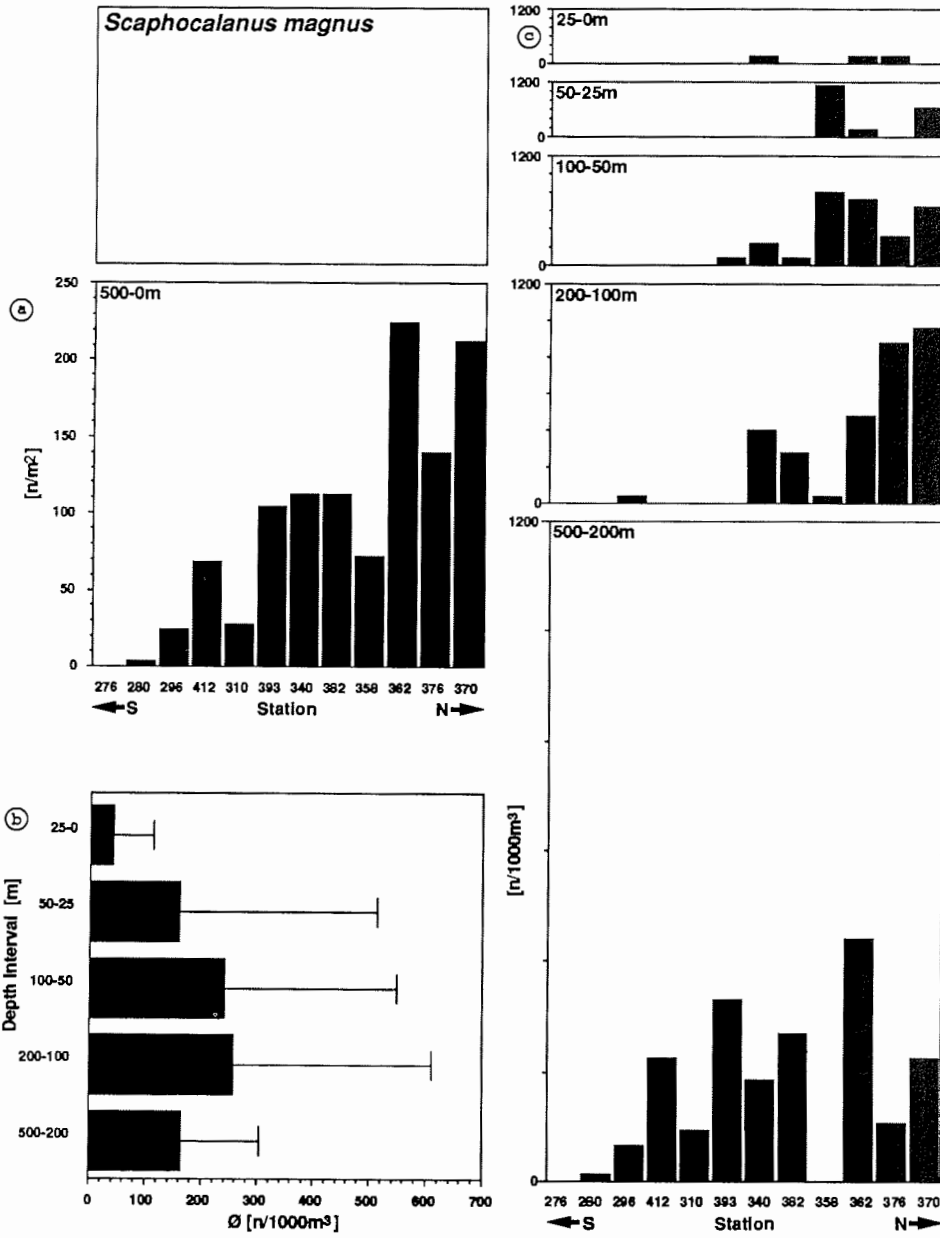 Scaphocalanus magnus
a
500-0m
250
200
150
100
50
0
[n/m²]
276 280 296 412 310 393 340 382 358 362 376 370
S Station N
b
25-0
50-25
100-50
200-100
500-200
Depth Interval [m]
0 100 200 300 400 500 600 700
Ø [n/1000m³]
c
1200
25-0m
0
1200
50-25m
0
1200
100-50m
0
1200
200-100m
0
1200
500-200m
[n/1000m³]
0
276 280 296 412 310 393 340 382 358 362 376 370
S Station N